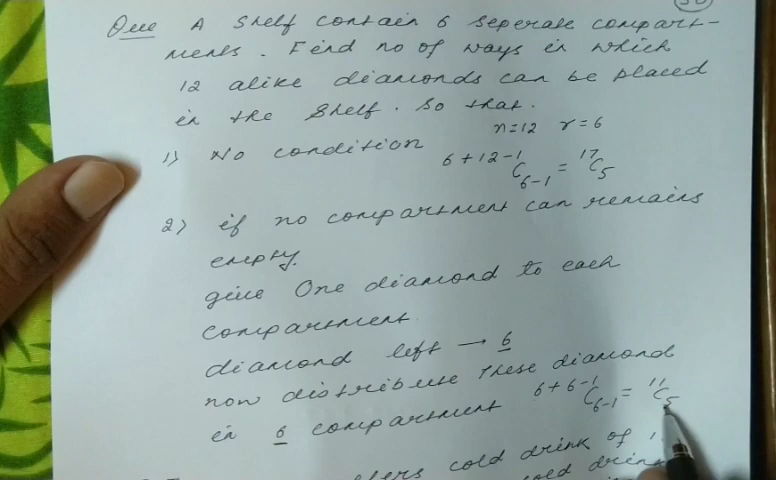 Que A Shelf contain 6 Seperate compart-
ments. Find no of ways in which
12 alike diamonds can be placed
in the Shelf. So that.
n=12 r=6
1) No condition 6+12-1C6-1 = 17C5
2) if no compartment can remains
empty.
give One diamond to each
compartment.
diamond left → 6
now distribute These diamond
in 6 compartment 6+6-1C6-1 = 11C5
cold drink of
cold drink